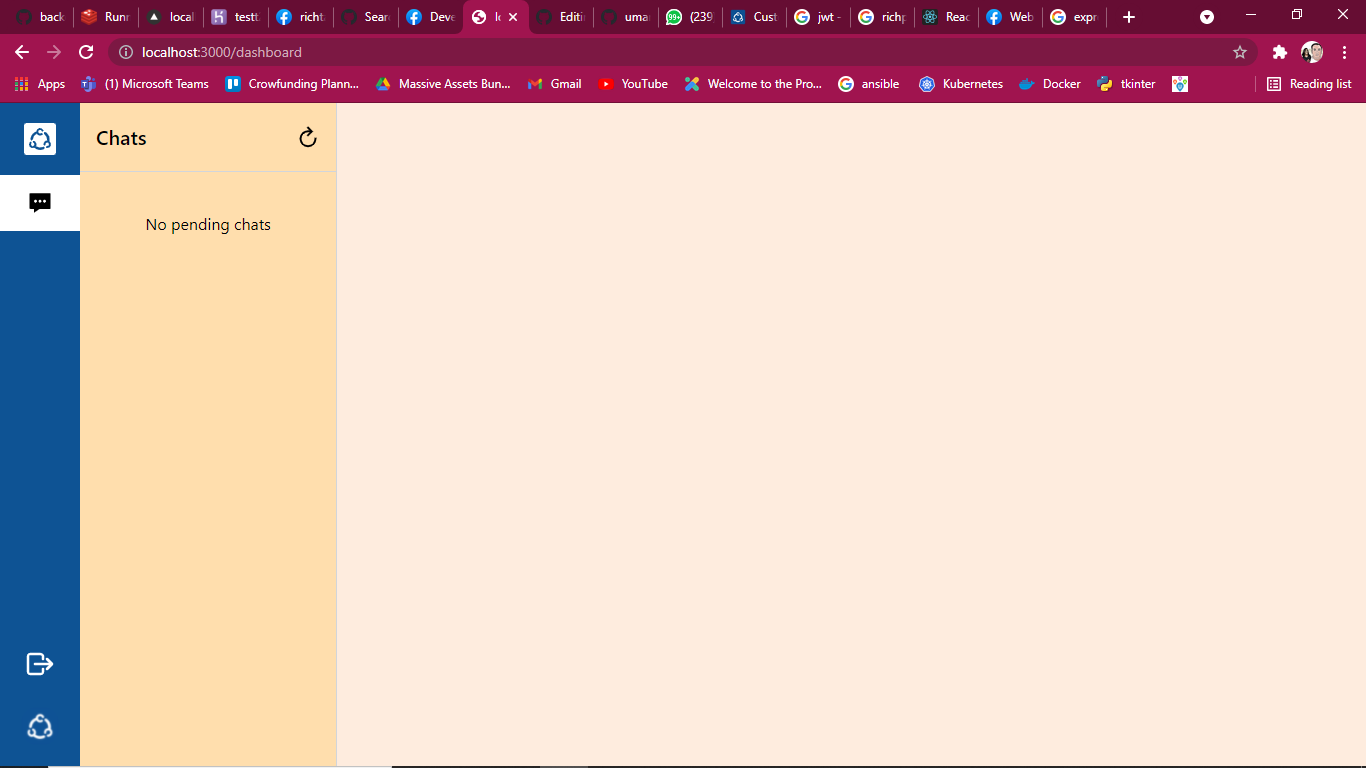 back Runn local testt richt Sear Deve lo Editi uma (239 Cust jwt - richp Reac Web expr
localhost:3000/dashboard
Apps (1) Microsoft Teams Crowfunding Plann... Massive Assets Bun... Gmail YouTube Welcome to the Pro... ansible Kubernetes Docker tkinter Reading list
Chats
No pending chats